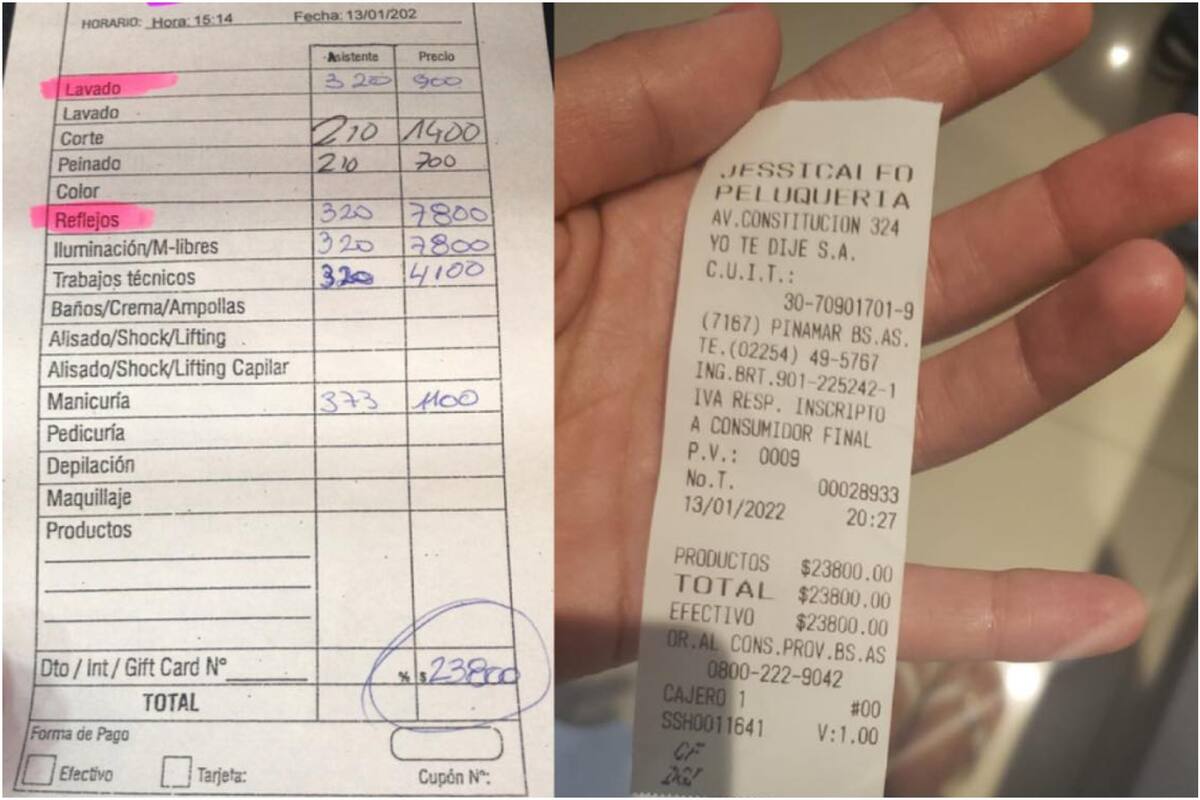 HORARIO: Hora: 15:14 Fecha: 13/01/202
Asistente Precio
Lavado 320 900
Lavado
Corte 210 1400
Peinado 210 700
Color
Reflejos 320 7800
Iluminación/M-libres 320 7800
Trabajos técnicos 320 4100
Baños/Crema/Ampollas
Alisado/Shock/Lifting
Alisado/Shock/Lifting Capilar
Manicuría 373 1100
Pedicuría
Depilación
Maquillaje
Productos
Dto / Int / Gift Card N° % $ 23800
TOTAL
Forma de Pago
Efectivo Tarjeta: Cupón N°:
JESSICALFO
PELUQUERIA
AV.CONSTITUCION 324
YO TE DIJE S.A.
C.U.I.T.:
30-70901701-9
(7167) PINAMAR BS.AS.
TE.(02254) 49-5767
ING.BRT.901-225242-1
IVA RESP. INSCRIPTO
A CONSUMIDOR FINAL
P.V.: 0009
No.T. 00028933
13/01/2022 20:27
PRODUCTOS $23800.00
TOTAL $23800.00
EFECTIVO $23800.00
OR.AL CONS.PROV.BS.AS
0800-222-9042
CAJERO 1 #00
SSH0011641 V:1.00
CF
DGI